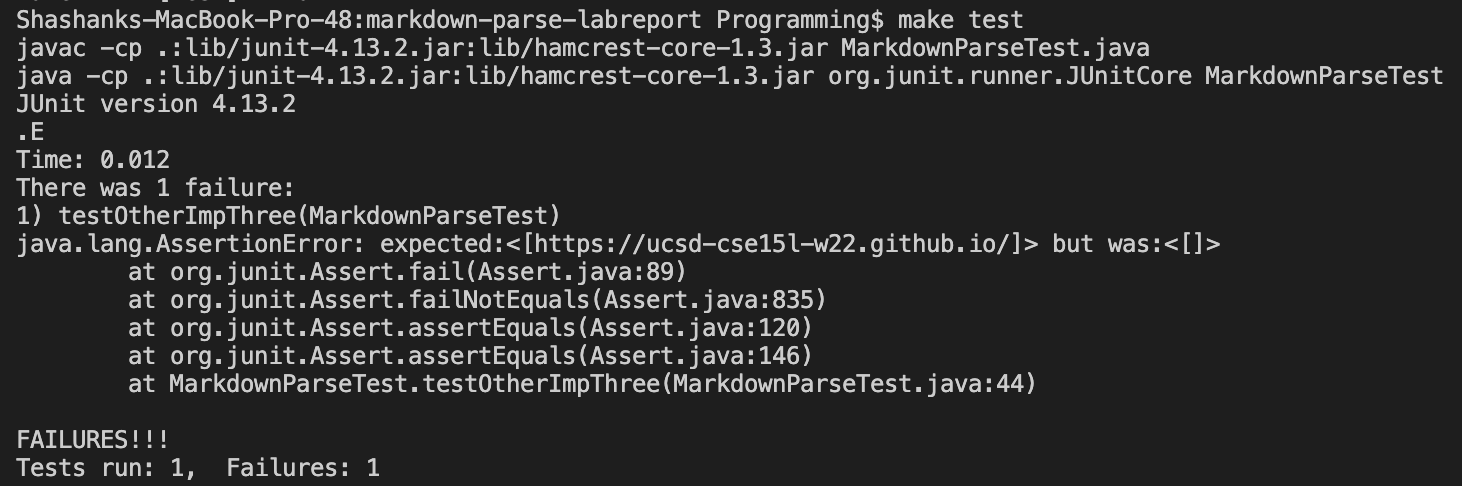 Shashanks-MacBook-Pro-48:markdown-parse-labreport Programming$ make test
javac -cp .:lib/junit-4.13.2.jar:lib/hamcrest-core-1.3.jar MarkdownParseTest.java
java -cp .:lib/junit-4.13.2.jar:lib/hamcrest-core-1.3.jar org.junit.runner.JUnitCore MarkdownParseTest
JUnit version 4.13.2
.E
Time: 0.012
There was 1 failure:
1) testOtherImpThree(MarkdownParseTest)
java.lang.AssertionError: expected:<[https://ucsd-cse15l-w22.github.io/]> but was:<[]>
        at org.junit.Assert.fail(Assert.java:89)
        at org.junit.Assert.failNotEquals(Assert.java:835)
        at org.junit.Assert.assertEquals(Assert.java:120)
        at org.junit.Assert.assertEquals(Assert.java:146)
        at MarkdownParseTest.testOtherImpThree(MarkdownParseTest.java:44)

FAILURES!!!
Tests run: 1,  Failures: 1